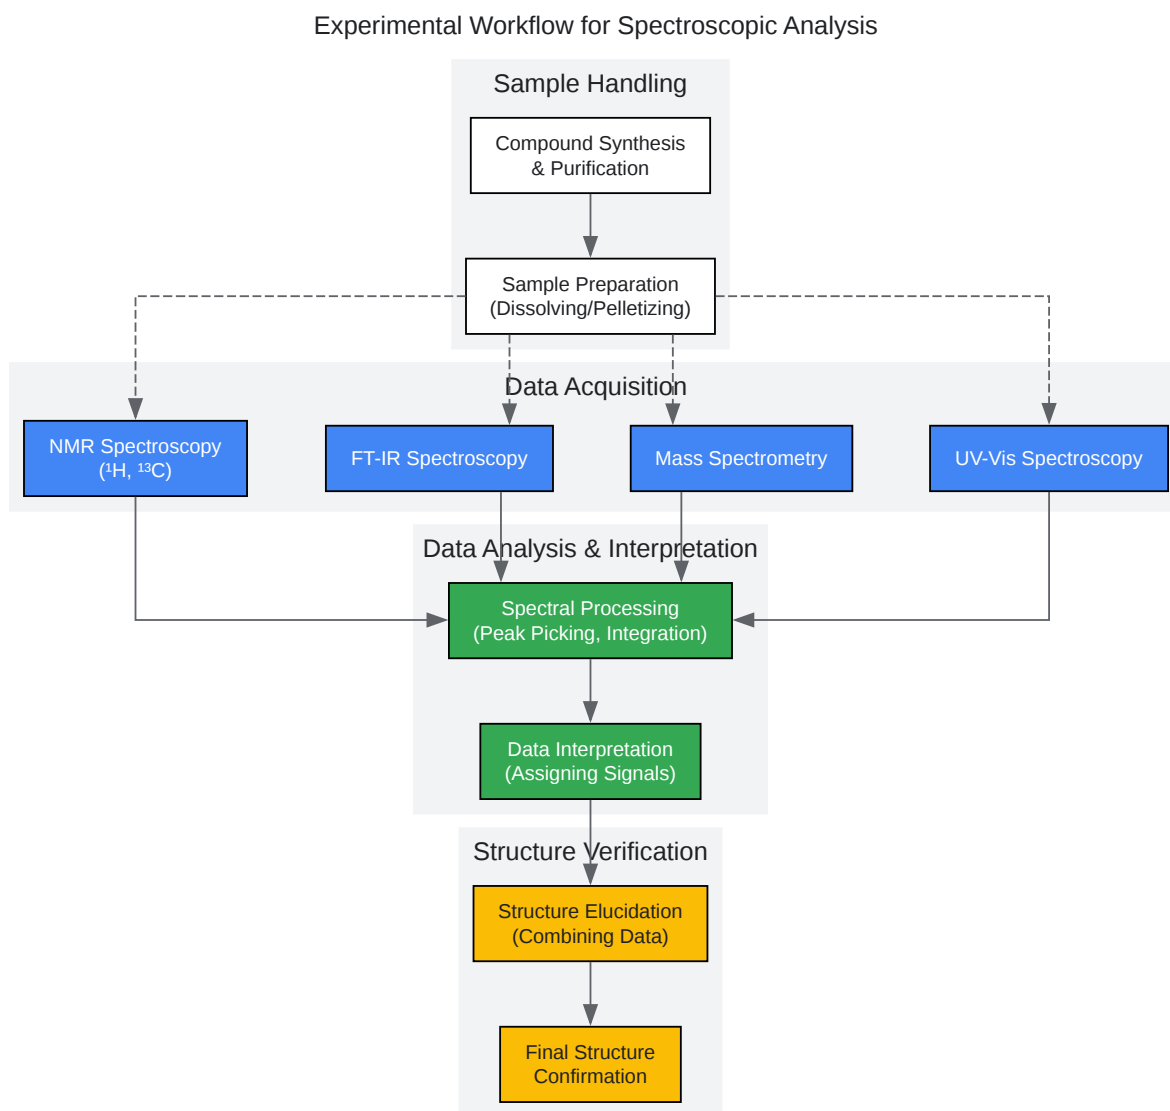 Experimental Workflow for Spectroscopic Analysis
Sample Handling
Compound Synthesis
& Purification
Sample Preparation
(Dissolving/Pelletizing)
Data Acquisition
NMR Spectroscopy
(¹H, ¹³C)
FT-IR Spectroscopy
Mass Spectrometry
UV-Vis Spectroscopy
Data Analysis & Interpretation
Spectral Processing
(Peak Picking, Integration)
Data Interpretation
(Assigning Signals)
Structure Verification
Structure Elucidation
(Combining Data)
Final Structure
Confirmation